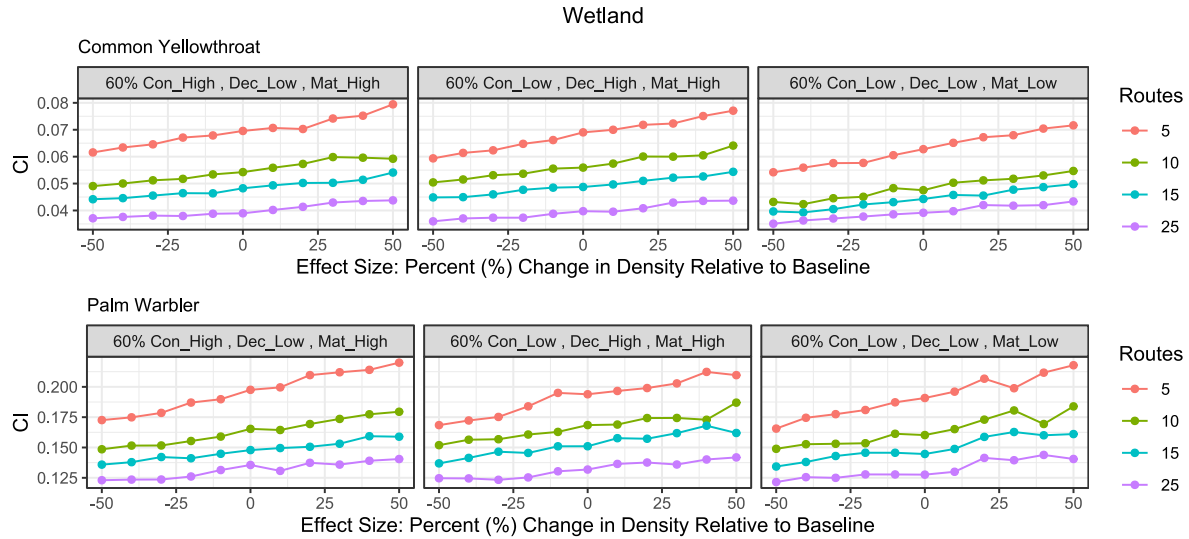 Wetland
Common Yellowthroat
60% Con_High , Dec_Low , Mat_High
60% Con_Low , Dec_High , Mat_High
60% Con_Low , Dec_Low , Mat_Low
CI
0.08
0.07
0.06
0.05
0.04
-50 -25 0 25 50
-50 -25 0 25 50
-50 -25 0 25 50
Effect Size: Percent (%) Change in Density Relative to Baseline
Routes
5
10
15
25
Palm Warbler
60% Con_High , Dec_Low , Mat_High
60% Con_Low , Dec_High , Mat_High
60% Con_Low , Dec_Low , Mat_Low
CI
0.200
0.175
0.150
0.125
-50 -25 0 25 50
-50 -25 0 25 50
-50 -25 0 25 50
Effect Size: Percent (%) Change in Density Relative to Baseline
Routes
5
10
15
25